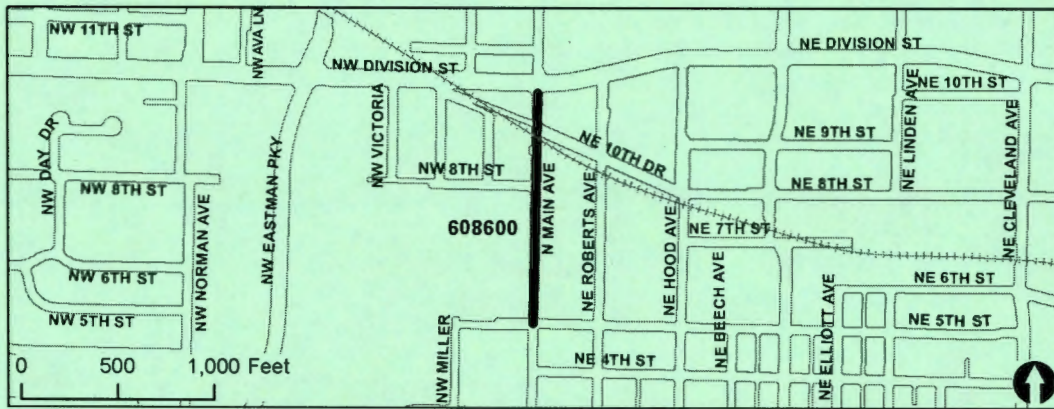 NW 11TH ST
NW AVA LN
NW DIVISION ST
NE DIVISION ST
NE 10TH ST
NW DAY DR
NW 8TH ST
NW NORMAN AVE
NW EASTMAN PKY
NW VICTORIA
NW 8TH ST
NE 10TH DR
NE 9TH ST
NE LINDEN AVE
NE CLEVELAND AVE
NE 8TH ST
608600
N MAIN AVE
NE ROBERTS AVE
NE HOOD AVE
NE 7TH ST
NW 6TH ST
NE BEECH AVE
NE ELLIOTT AVE
NE 6TH ST
NW 5TH ST
NE 5TH ST
NW MILLER
NE 4TH ST
0 500 1,000 Feet